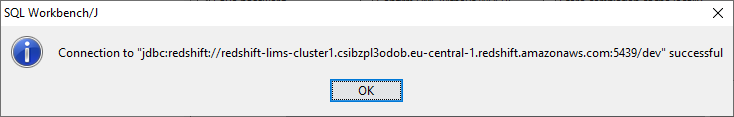 SQL Workbench/J
Connection to "jdbc:redshift://redshift-lims-cluster1.csibzpl3odob.eu-central-1.redshift.amazonaws.com:5439/dev" successful
OK